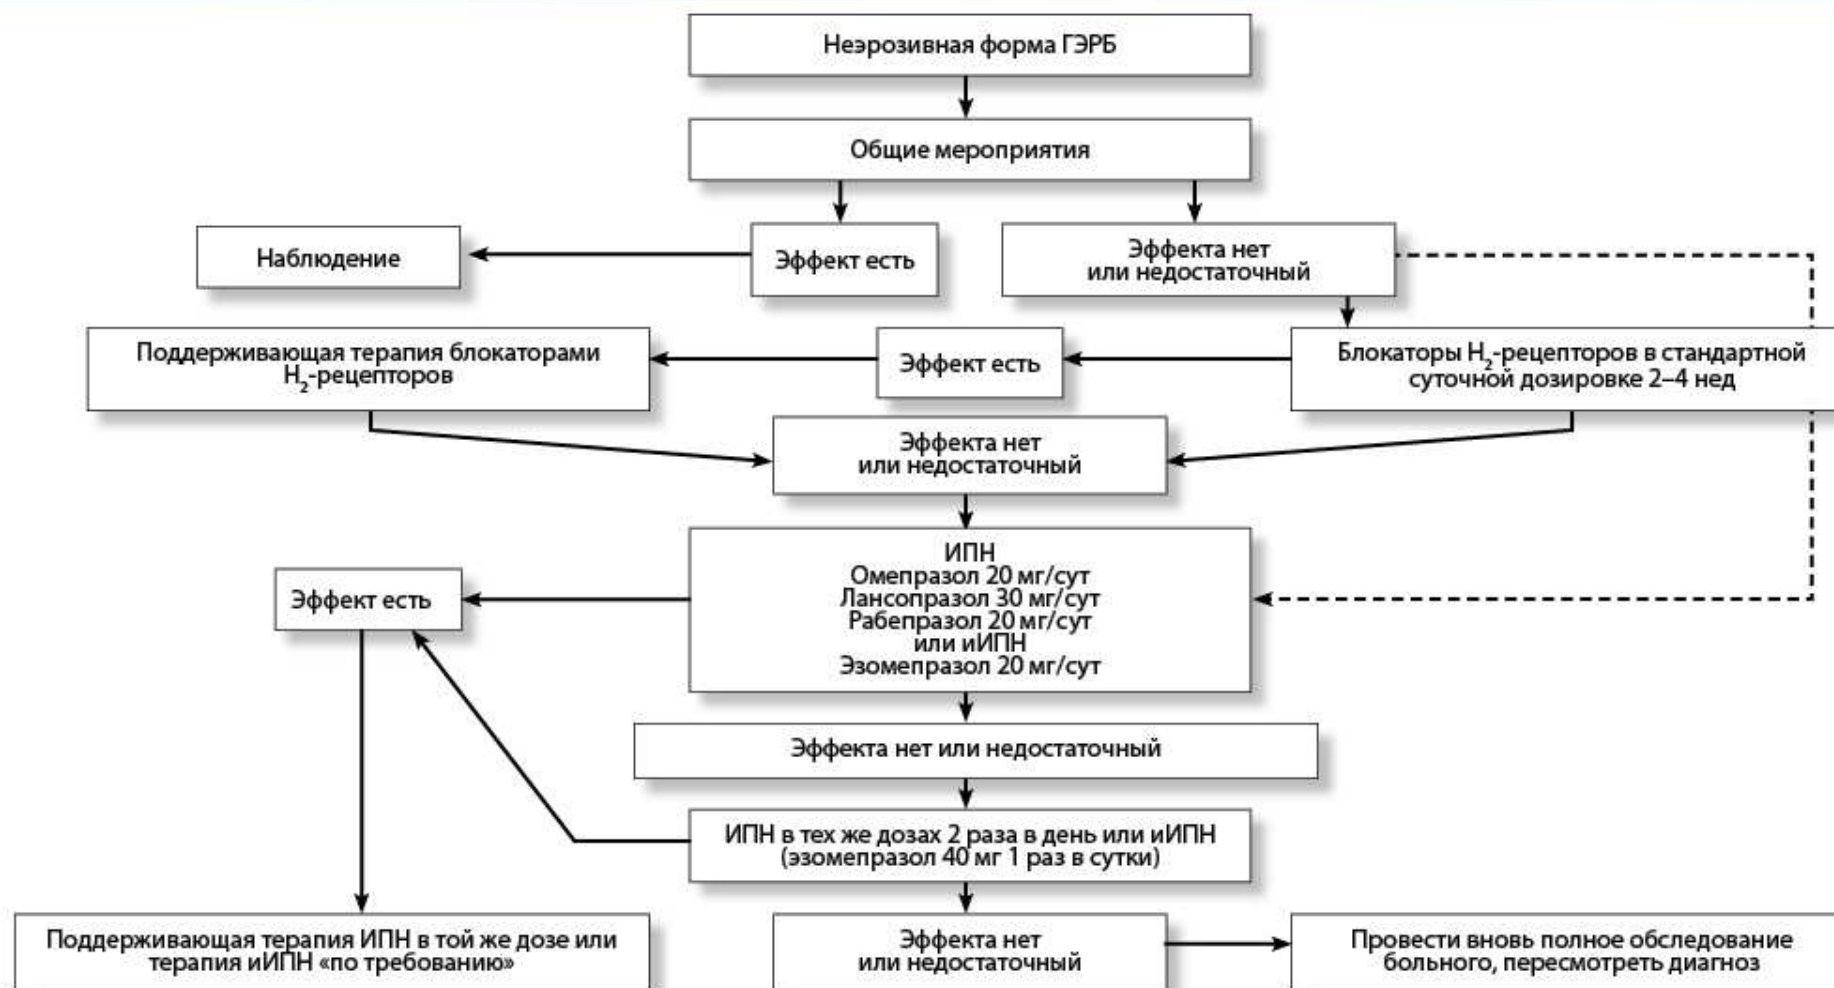 Неэрозивная форма ГЭРБ
Общие мероприятия
Наблюдение
Эффект есть
Эффекта нет
или недостаточный
Поддерживающая терапия блокаторами
H₂-рецепторов
Эффект есть
Блокаторы H₂-рецепторов в стандартной
суточной дозировке 2–4 нед
Эффекта нет
или недостаточный
Эффект есть
ИПН
Омепразол 20 мг/сут
Лансопразол 30 мг/сут
Рабепразол 20 мг/сут
или иИПН
Эзомепразол 20 мг/сут
Эффекта нет или недостаточный
ИПН в тех же дозах 2 раза в день или иИПН
(эзомепразол 40 мг 1 раз в сутки)
Поддерживающая терапия ИПН в той же дозе или
терапия иИПН «по требованию»
Эффекта нет
или недостаточный
Провести вновь полное обследование
больного, пересмотреть диагноз